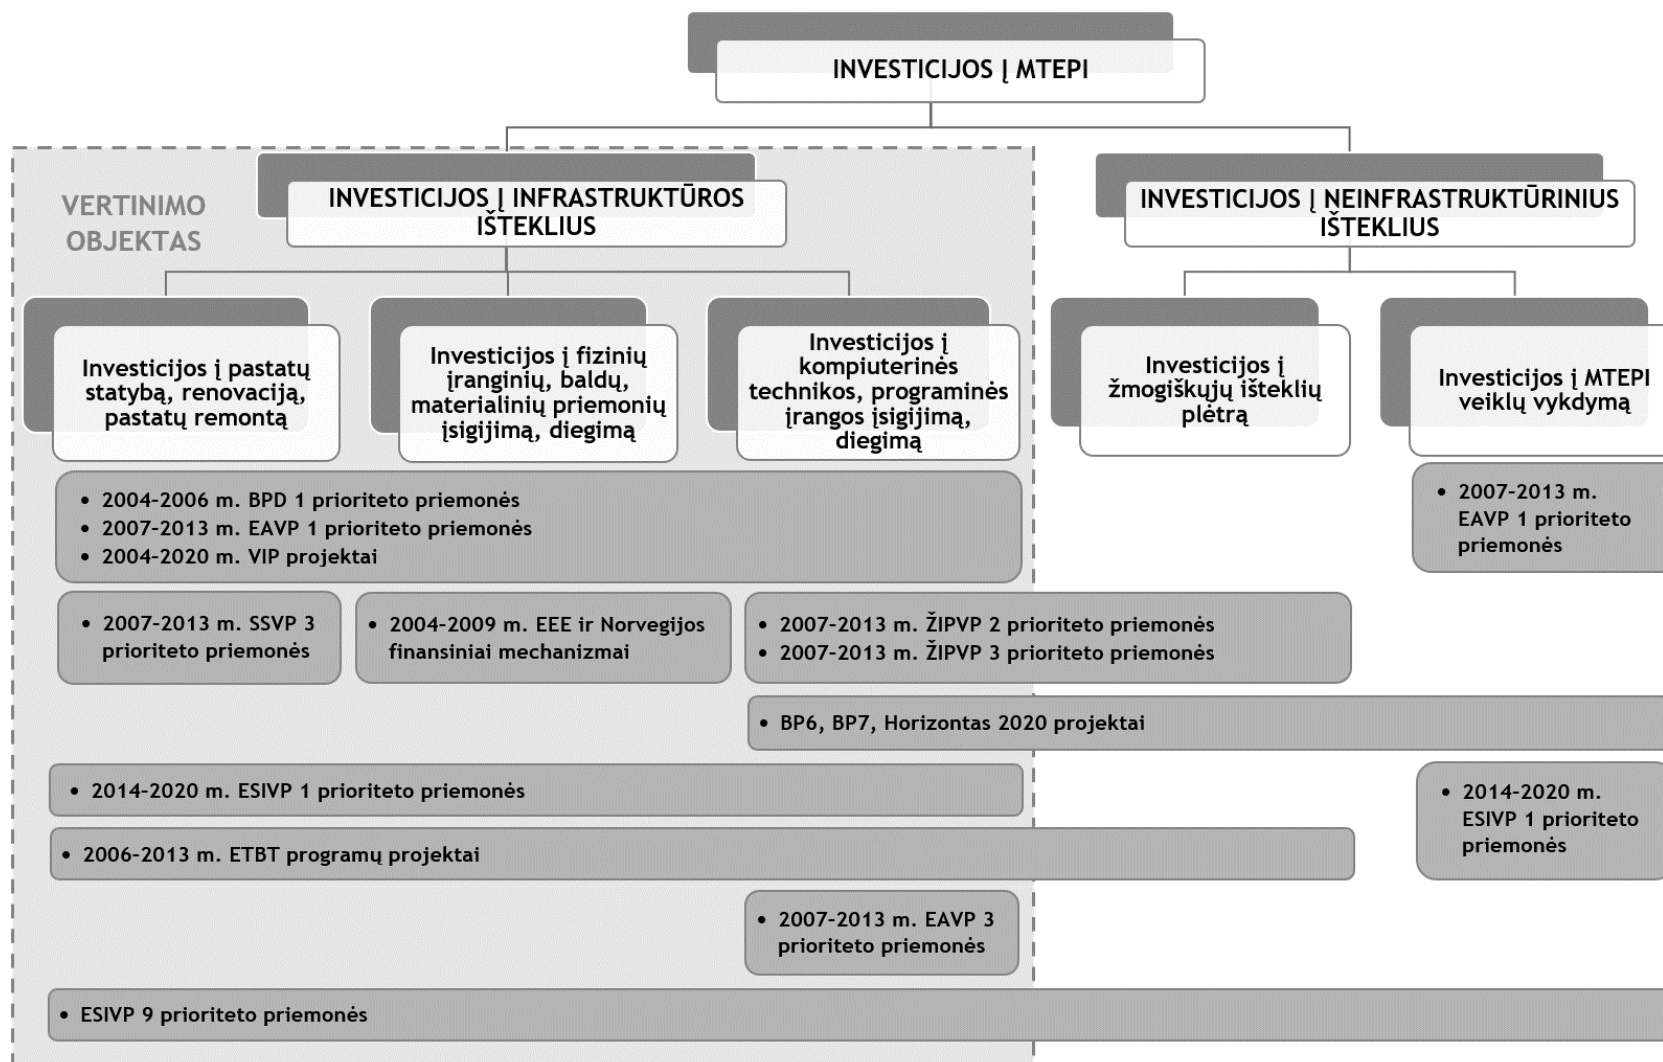 INVESTICIJOS Į MTEPI
VERTINIMO
OBJEKTAS
INVESTICIJOS Į INFRASTRUKTŪROS
IŠTEKLIUS
INVESTICIJOS Į NEINFRASTRUKTŪRINIUS
IŠTEKLIUS
Investicijos į pastatų
statybą, renovaciją,
pastatų remontą
Investicijos į fizinių
įranginių, baldų,
materialinių priemonių
įsigijimą, diegimą
Investicijos į
kompiuterinės
technikos, programinės
įrangos įsigijimą,
diegimą
Investicijos į
žmogiškųjų išteklių
plėtrą
Investicijos į MTEPI
veiklų vykdymą
• 2004-2006 m. BPD 1 prioriteto priemonės
• 2007-2013 m. EAVP 1 prioriteto priemonės
• 2004-2020 m. VIP projektai
• 2007-2013 m.
EAVP 1 prioriteto
priemonės
• 2007-2013 m. SSVP 3
prioriteto priemonės
• 2004-2009 m. EEE ir Norvegijos
finansiniai mechanizmai
• 2007-2013 m. ŽIPVP 2 prioriteto priemonės
• 2007-2013 m. ŽIPVP 3 prioriteto priemonės
• BP6, BP7, Horizontas 2020 projektai
• 2014-2020 m. ESIVP 1 prioriteto priemonės
• 2014-2020 m.
ESIVP 1 prioriteto
priemonės
• 2006-2013 m. ETBT programų projektai
• 2007-2013 m. EAVP 3
prioriteto priemonės
• ESIVP 9 prioriteto priemonės